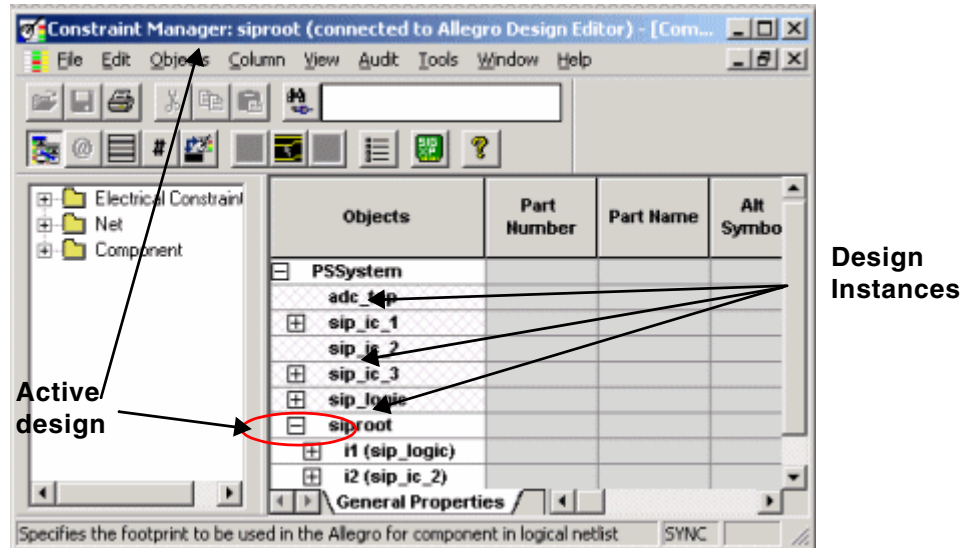 Constraint Manager: siproot (connected to Allegro Design Editor) - [Com...
File Edit Objects Column View Audit Tools Window Help
Electrical Constraint
Net
Component
Objects
Part Number
Part Name
Alt Symbo
PSSystem
adc_top
sip_ic_1
sip_ic_2
sip_ic_3
sip_logic
siproot
i1 (sip_logic)
i2 (sip_ic_2)
General Properties
Specifies the footprint to be used in the Allegro for component in logical netlist
SYNC
Active
design
Design
Instances